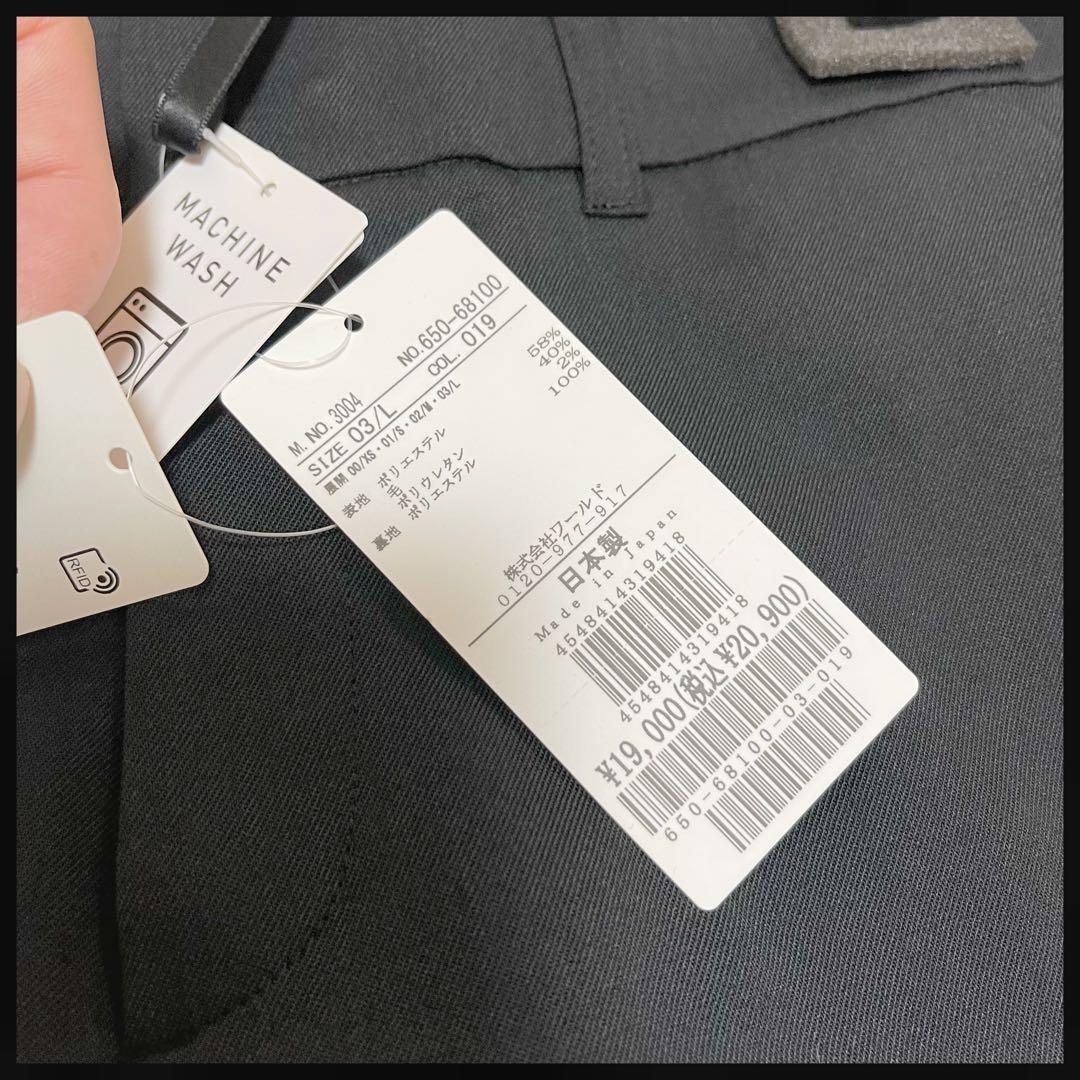 MACHINE
WASH
RFID
M. NO. 3004 NO.650-68100
SIZE 03/L COL. 019
展開 00/XS・01/S・02/M・03/L
表地 ポリエステル 58%
毛 40%
ポリウレタン 2%
裏地 ポリエステル 100%
株式会社ワールド
0120-977-917
日本製
Made in Japan
4548414319418
4548414319418
¥19,000(税込¥20,900)
650-68100-03-019